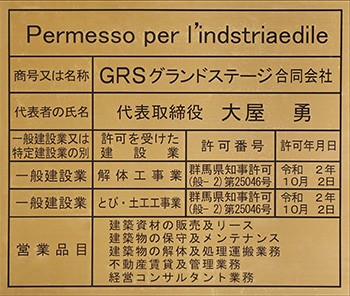 Permesso per l'indstriaedile
商号又は名称 GRSグランドステージ合同会社
代表者の氏名 代表取締役 大屋 勇
一般建設業又は
特定建設業の別
許可を受けた
建設業
許可番号
許可年月日
一般建設業
解体工事業
群馬県知事許可
(般-2)第25046号
令和 2年
10月 2日
一般建設業
とび・土工工事業
群馬県知事許可
(般-2)第25046号
令和 2年
10月 2日
営業品目
建築資材の販売及リース
建築物の保守及メンテナンス
建築物の解体及処理運搬業務
不動産賃貸及管理業務
経営コンサルタント業務